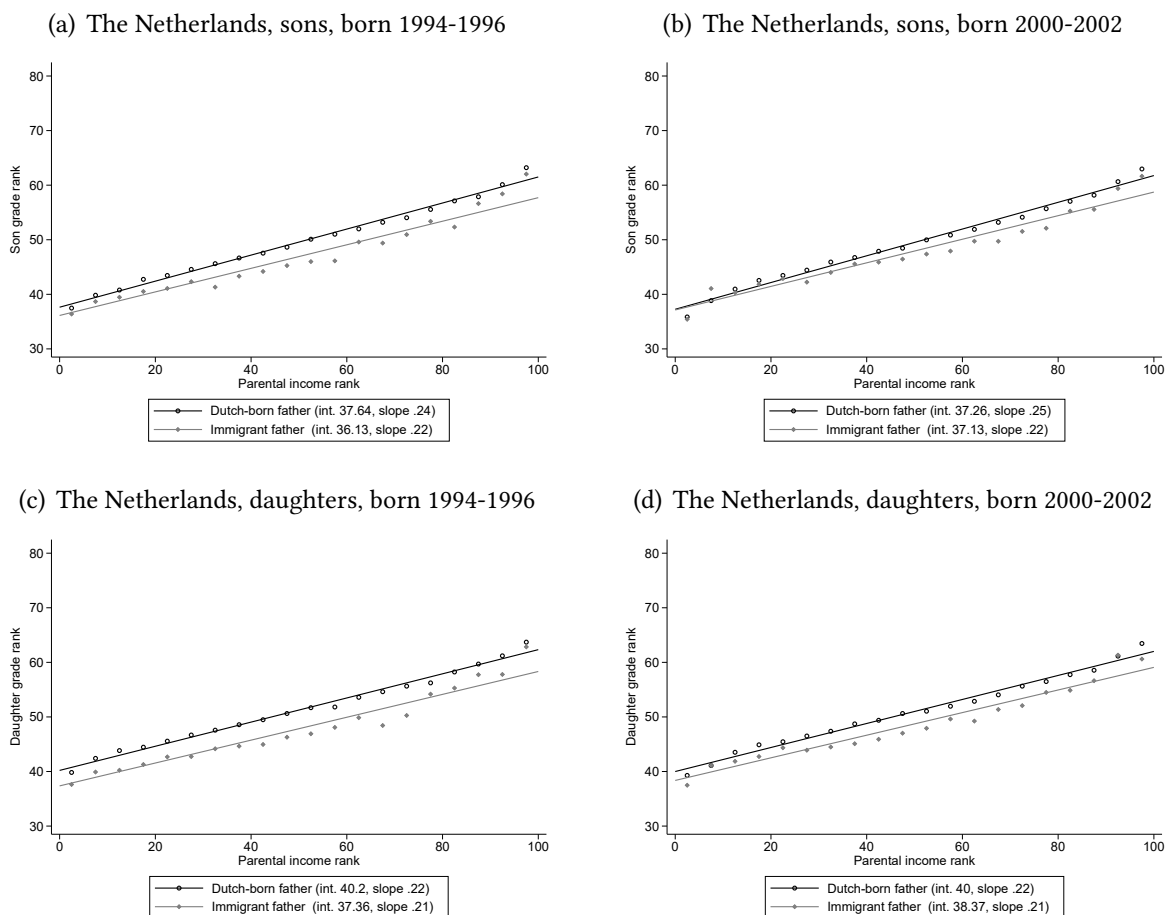 (a) The Netherlands, sons, born 1994-1996
80
70
60
50
40
30
Son grade rank
0 20 40 60 80 100
Parental income rank
Dutch-born father (int. 37.64, slope .24)
Immigrant father (int. 36.13, slope .22)
(b) The Netherlands, sons, born 2000-2002
80
70
60
50
40
30
Son grade rank
0 20 40 60 80 100
Parental income rank
Dutch-born father (int. 37.26, slope .25)
Immigrant father (int. 37.13, slope .22)
(c) The Netherlands, daughters, born 1994-1996
80
70
60
50
40
30
Daughter grade rank
0 20 40 60 80 100
Parental income rank
Dutch-born father (int. 40.2, slope .22)
Immigrant father (int. 37.36, slope .21)
(d) The Netherlands, daughters, born 2000-2002
80
70
60
50
40
30
Daughter grade rank
0 20 40 60 80 100
Parental income rank
Dutch-born father (int. 40, slope .22)
Immigrant father (int. 38.37, slope .21)